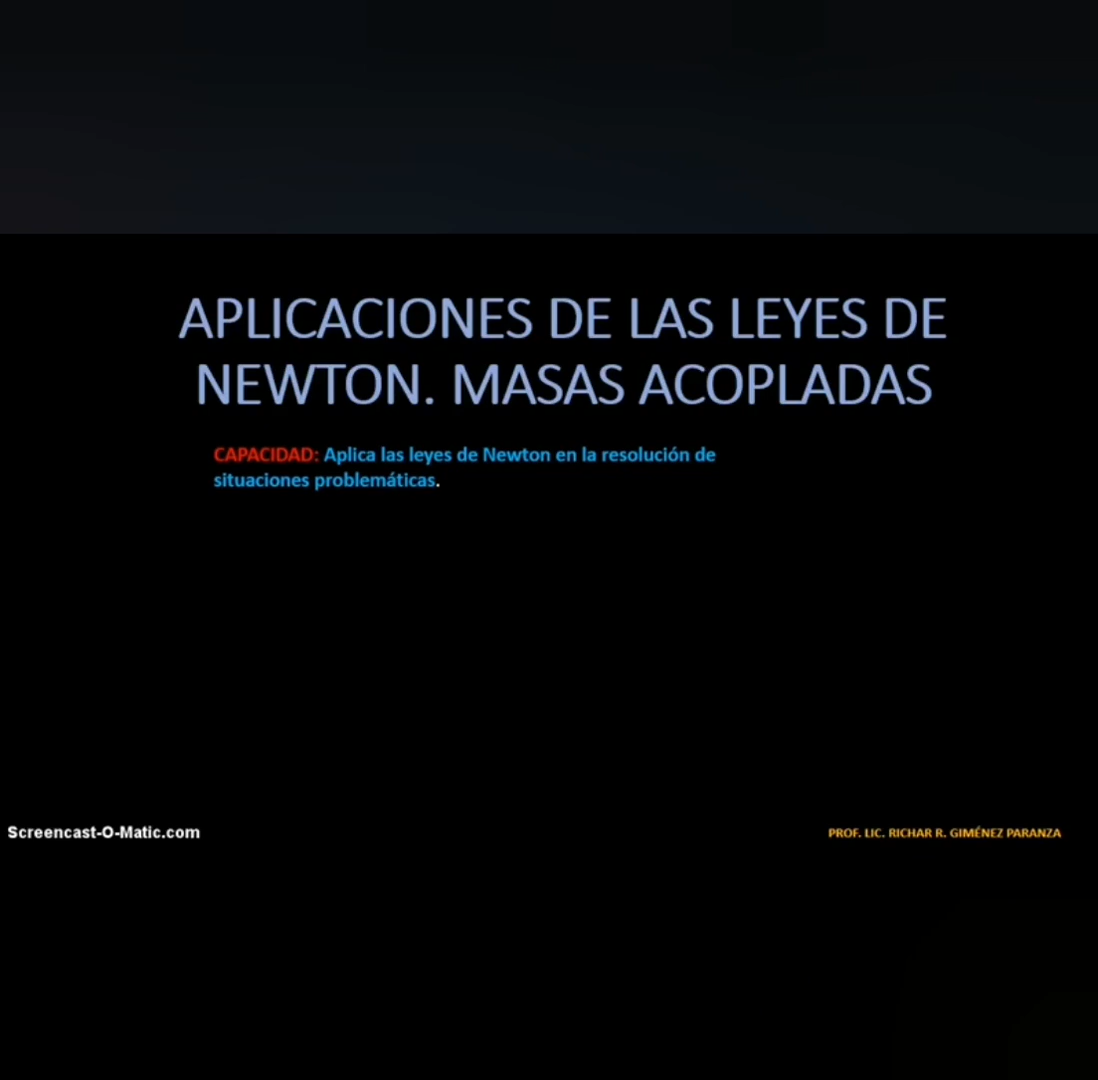 APLICACIONES DE LAS LEYES DE
NEWTON. MASAS ACOPLADAS
CAPACIDAD: Aplica las leyes de Newton en la resolución de
situaciones problemáticas.
Screencast-O-Matic.com
PROF. LIC. RICHAR R. GIMÉNEZ PARANZA